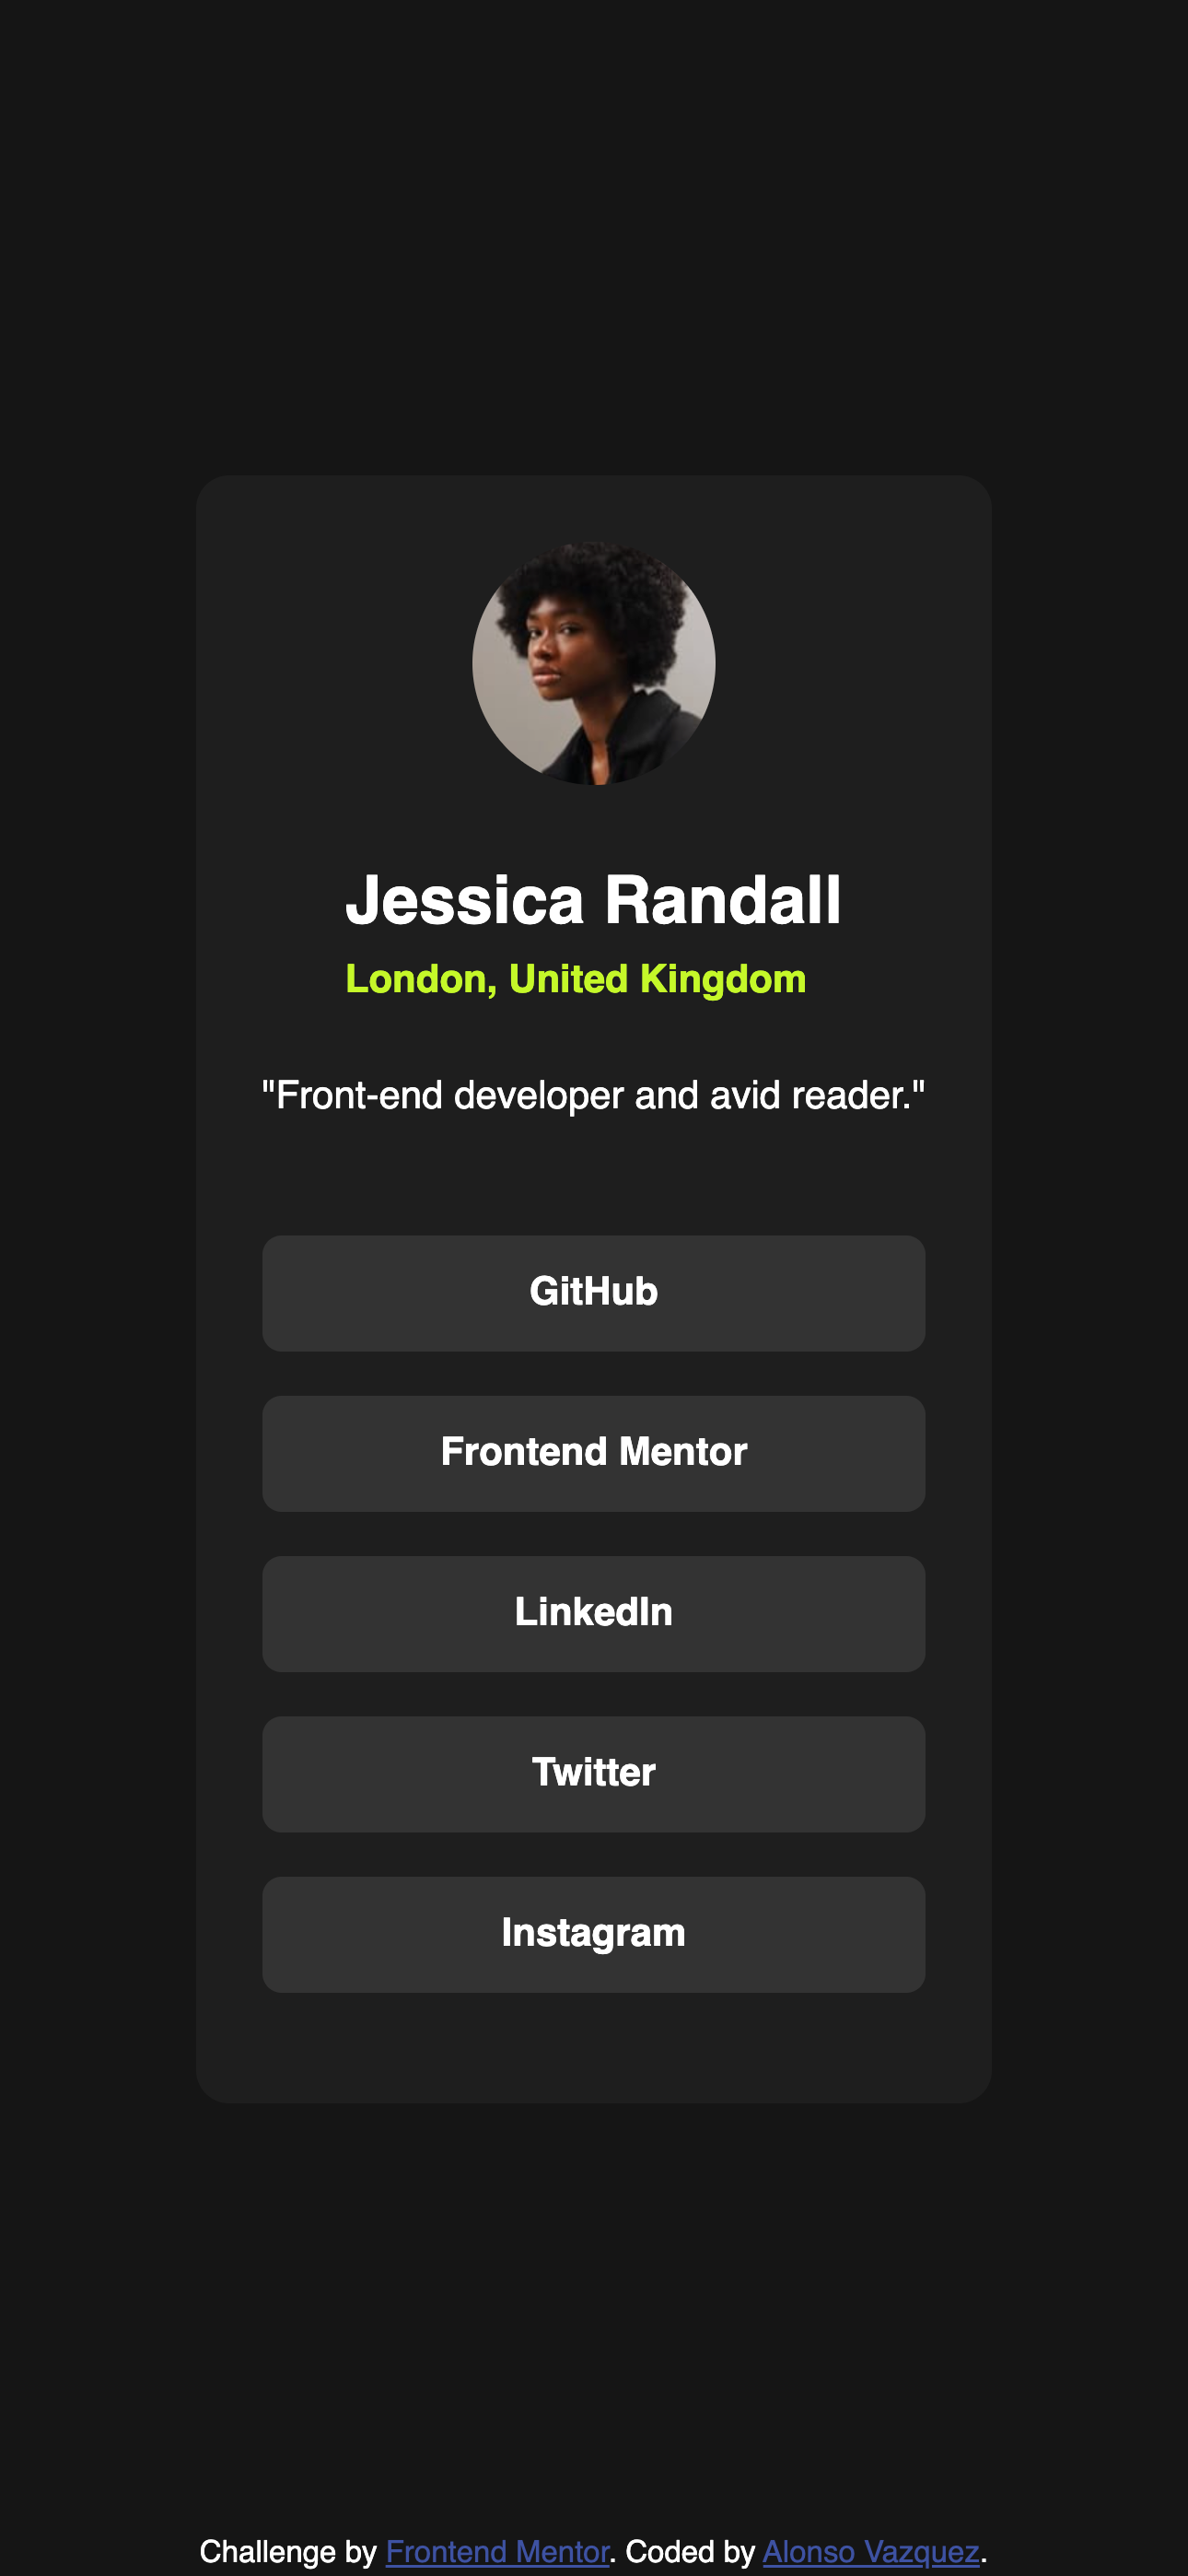 Jessica Randall
London, United Kingdom
"Front-end developer and avid reader."
GitHub
Frontend Mentor
LinkedIn
Twitter
Instagram
Challenge by Frontend Mentor. Coded by Alonso Vazquez.